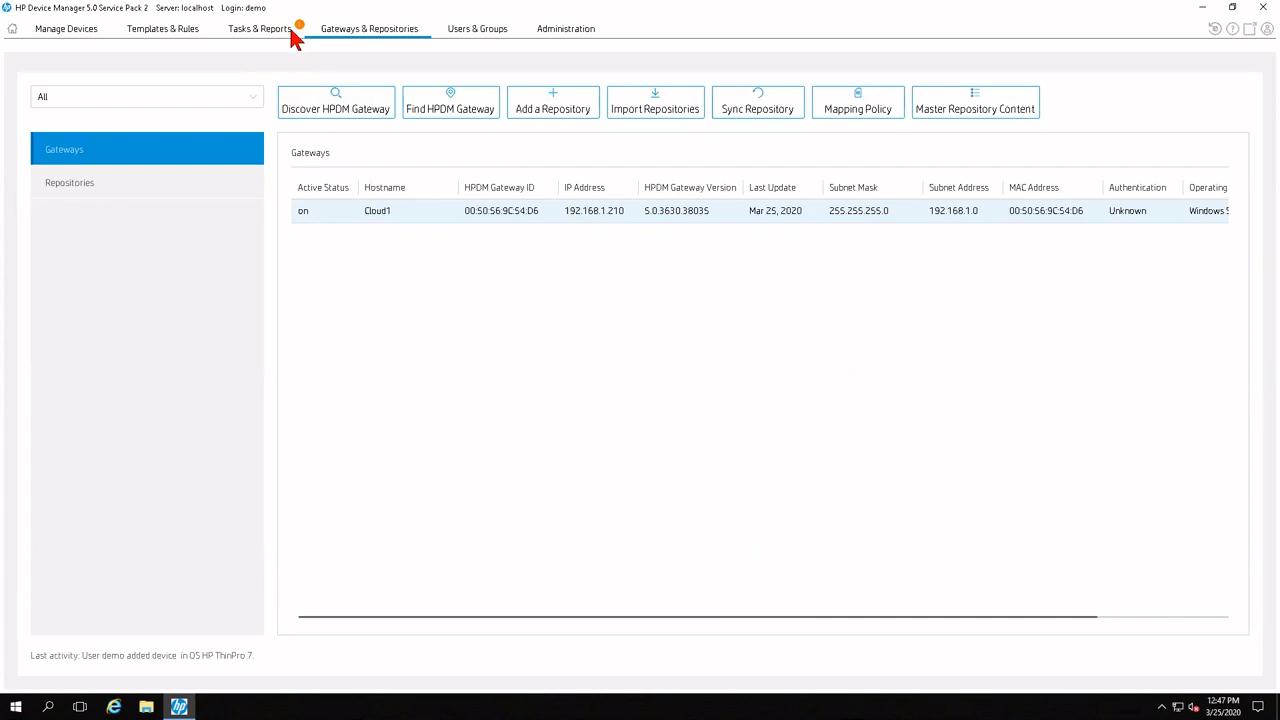 HP Device Manager 5.0 Service Pack 2 Server: localhost Login: demo
Manage Devices Templates & Rules Tasks & Reports Gateways & Repositories Users & Groups Administration
All
Discover HPDM Gateway Find HPDM Gateway Add a Repository Import Repositories Sync Repository Mapping Policy Master Repository Content
Gateways
Repositories
Gateways
Active Status Hostname HPDM Gateway ID IP Address HPDM Gateway Version Last Update Subnet Mask Subnet Address MAC Address Authentication Operating
on Cloud1 00:50:56:9C:54:D6 192.168.1.210 5.0.3630.38035 Mar 25, 2020 255.255.255.0 192.168.1.0 00:50:56:9C:54:D6 Unknown Windows S
Last activity: User demo added device in OS HP ThinPro 7.
12:47 PM
3/25/2020